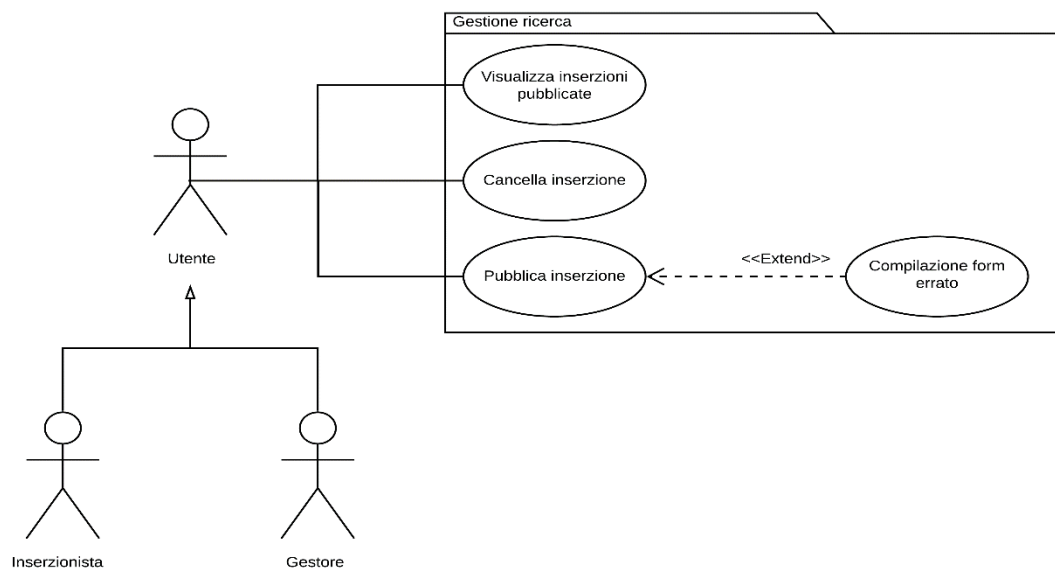 Gestione ricerca
Visualizza inserzioni
pubblicate
Cancella inserzione
Utente
Pubblica inserzione
<<Extend>>
Compilazione form
errato
Inserzionista
Gestore